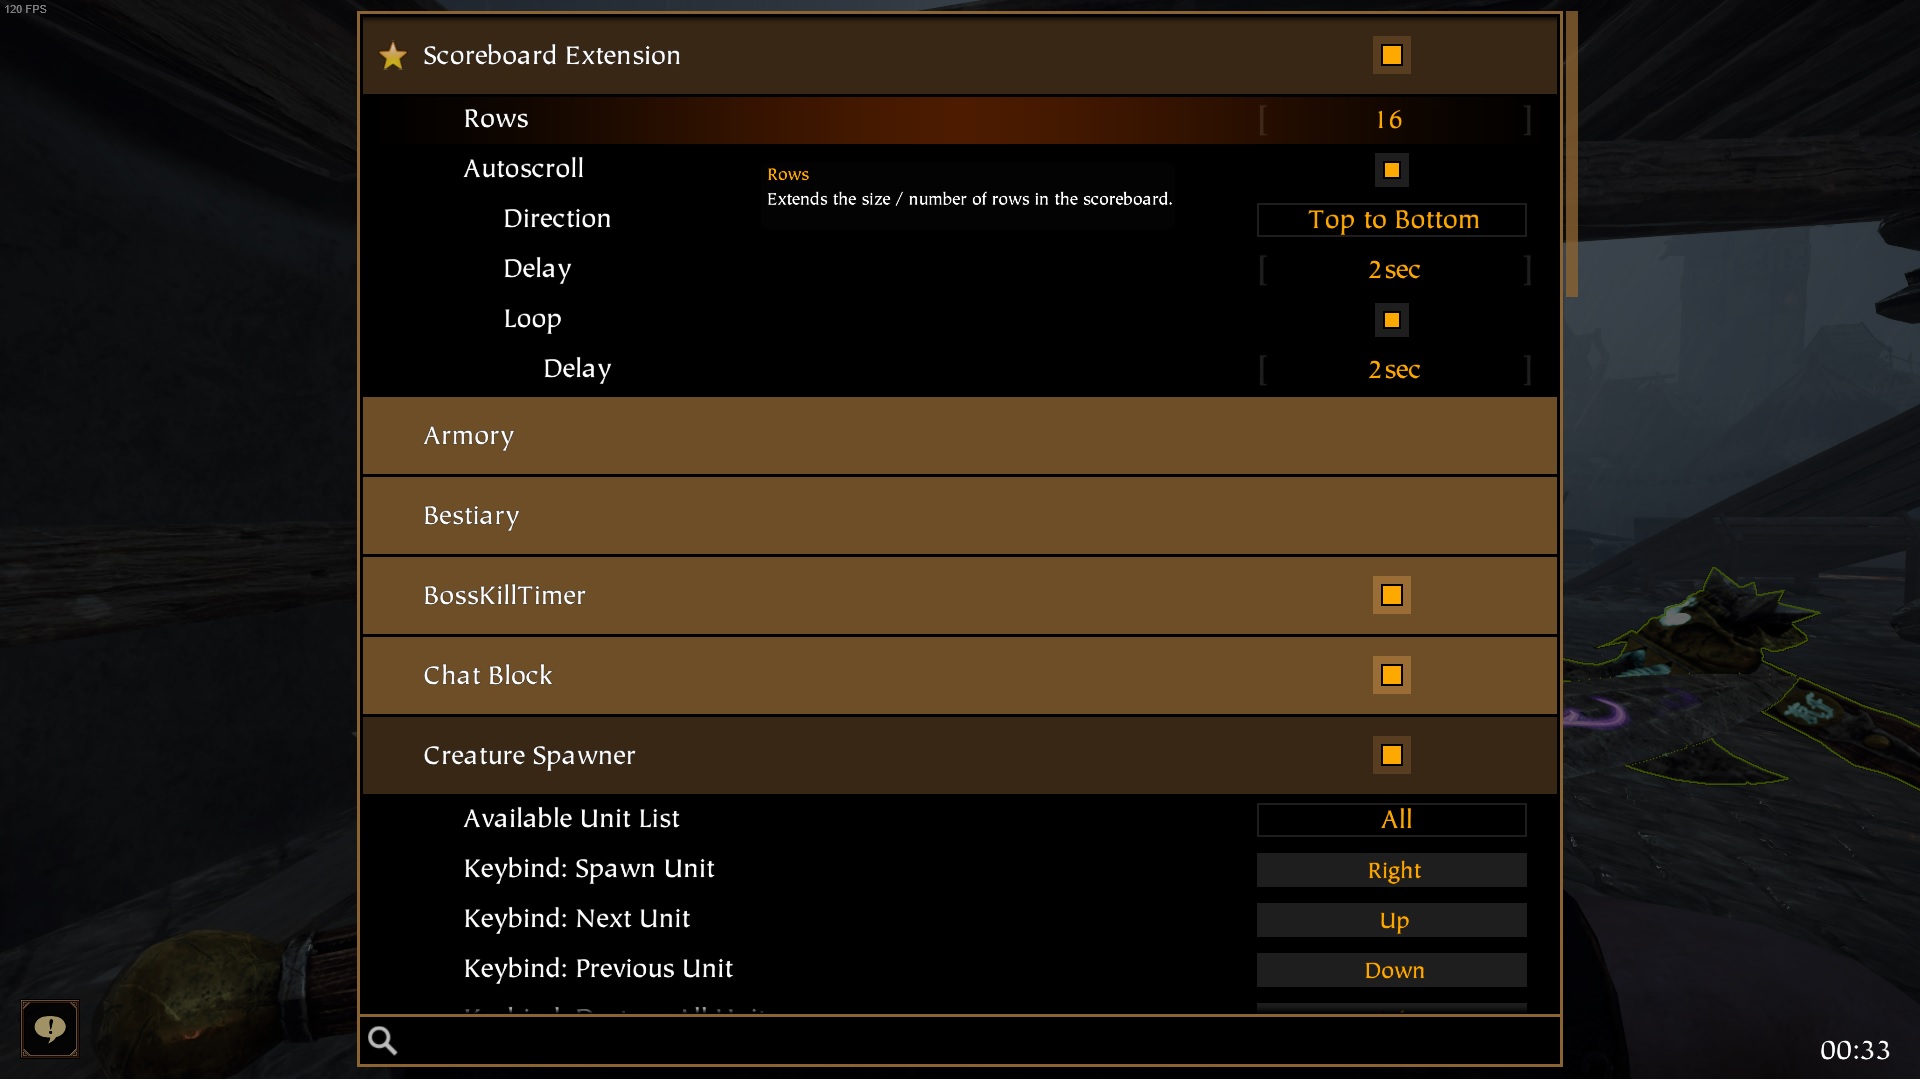 120 FPS
Scoreboard Extension
Rows [ 16 ]
Autoscroll
Rows
Extends the size / number of rows in the scoreboard.
Direction Top to Bottom
Delay [ 2 sec ]
Loop
Delay [ 2 sec ]
Armory
Bestiary
BossKillTimer
Chat Block
Creature Spawner
Available Unit List All
Keybind: Spawn Unit Right
Keybind: Next Unit Up
Keybind: Previous Unit Down
00:33